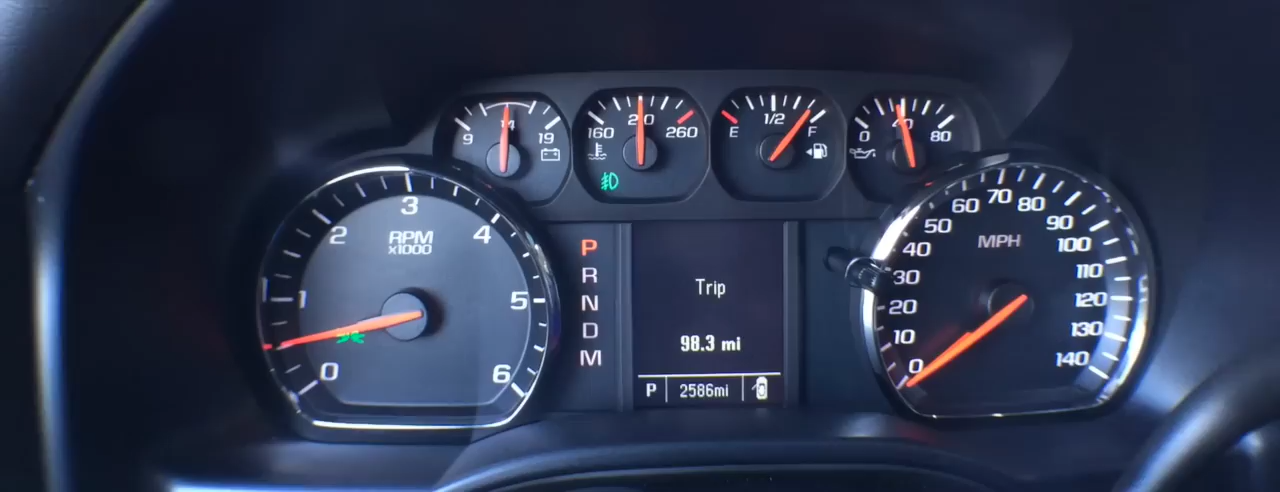 9 14 19
160 210 260
E 1/2 F
0 40 80
0 1 2 3 4 5 6
RPM
x1000
P
R
N
D
M
Trip
98.3 mi
P 2586mi
0 10 20 30 40 50 60 70 80 90 100 110 120 130 140
MPH